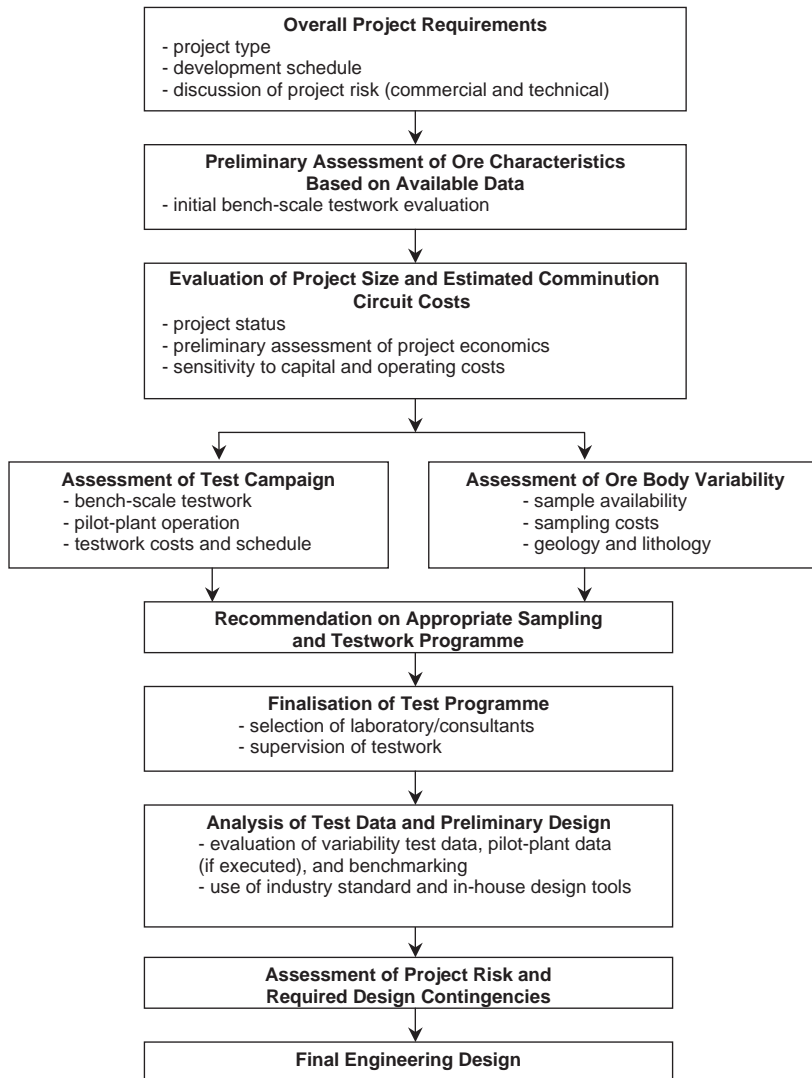 Overall Project Requirements
- project type
- development schedule
- discussion of project risk (commercial and technical)
Preliminary Assessment of Ore Characteristics
Based on Available Data
- initial bench-scale testwork evaluation
Evaluation of Project Size and Estimated Comminution
Circuit Costs
- project status
- preliminary assessment of project economics
- sensitivity to capital and operating costs
Assessment of Test Campaign
- bench-scale testwork
- pilot-plant operation
- testwork costs and schedule
Assessment of Ore Body Variability
- sample availability
- sampling costs
- geology and lithology
Recommendation on Appropriate Sampling
and Testwork Programme
Finalisation of Test Programme
- selection of laboratory/consultants
- supervision of testwork
Analysis of Test Data and Preliminary Design
- evaluation of variability test data, pilot-plant data
(if executed), and benchmarking
- use of industry standard and in-house design tools
Assessment of Project Risk and
Required Design Contingencies
Final Engineering Design